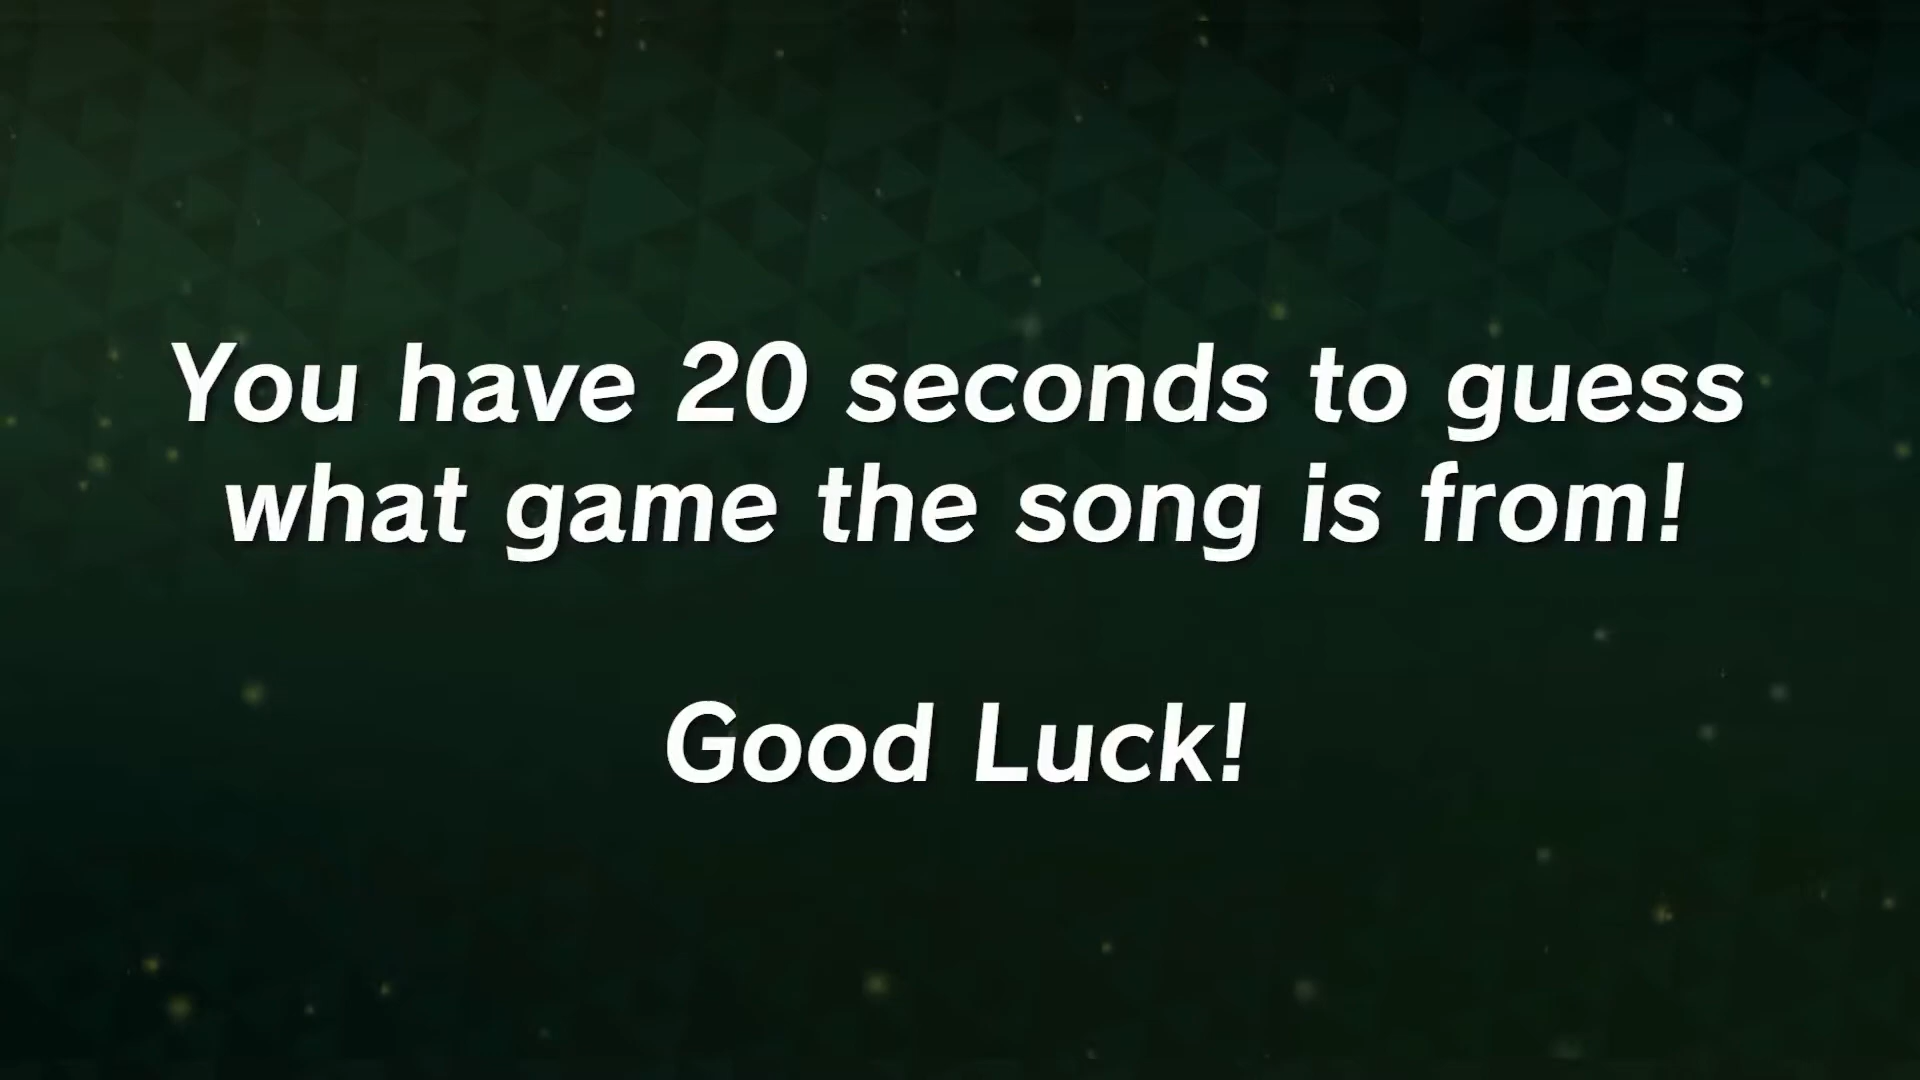 You have 20 seconds to guess
what game the song is from!
Good Luck!